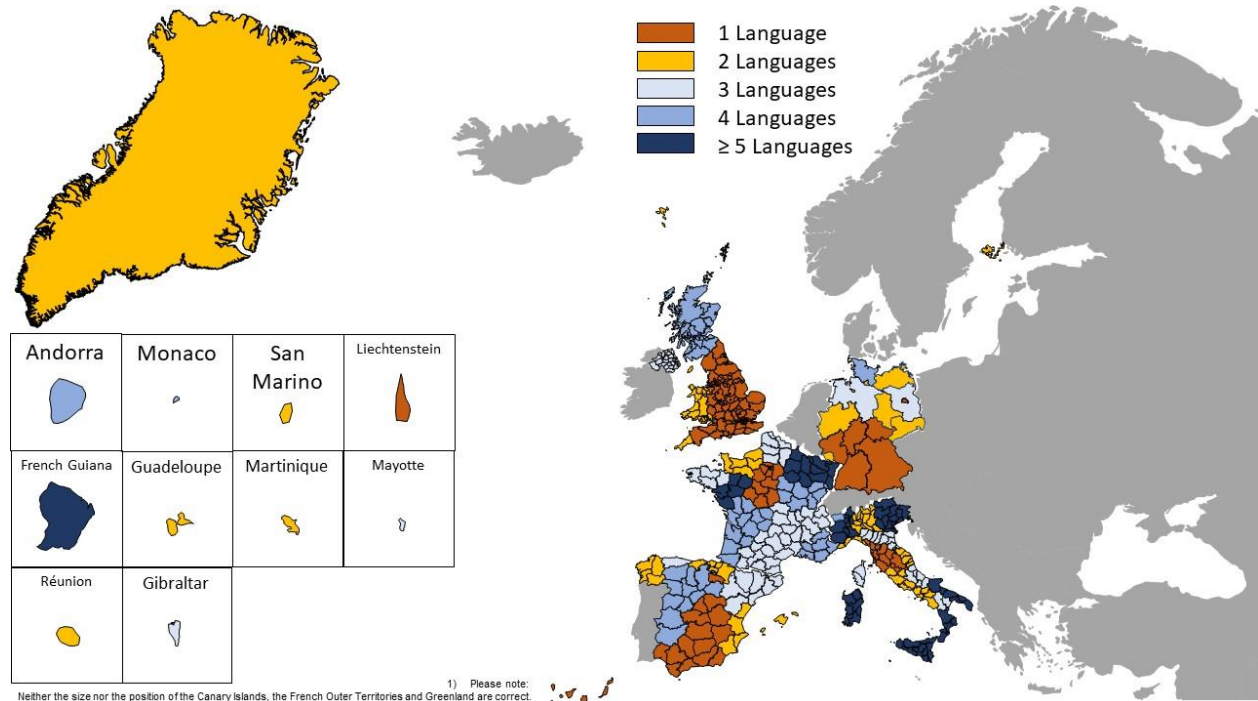 1 Language
2 Languages
3 Languages
4 Languages
≥ 5 Languages
Andorra
Monaco
San
Marino
Liechtenstein
French Guiana
Guadeloupe
Martinique
Mayotte
Réunion
Gibraltar
1) Please note:
Neither the size nor the position of the Canary Islands, the French Outer Territories and Greenland are correct.